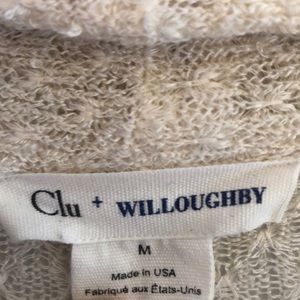 Clu + WILLOUGHBY
M
Made in USA
Fabriqué aux États-Unis